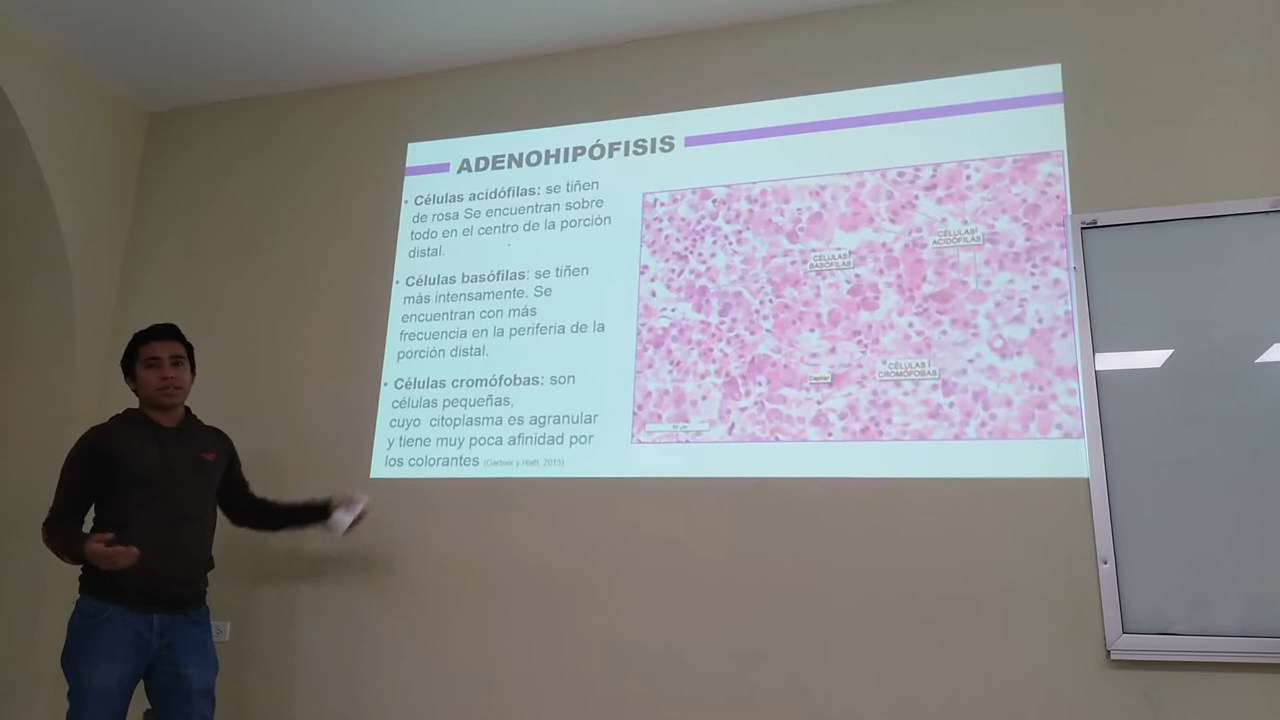 ADENOHIPÓFISIS
• Células acidófilas: se tiñen
de rosa Se encuentran sobre
todo en el centro de la porción
distal.
• Células basófilas: se tiñen
más intensamente. Se
encuentran con más
frecuencia en la periferia de la
porción distal.
• Células cromófobas: son
células pequeñas,
cuyo citoplasma es agranular
y tiene muy poca afinidad por
los colorantes (Gartner y Hiatt, 2015)
CÉLULAS
ACIDÓFILAS
CÉLULAS
BASÓFILAS
CÉLULAS
CROMÓFOBAS
Capilar